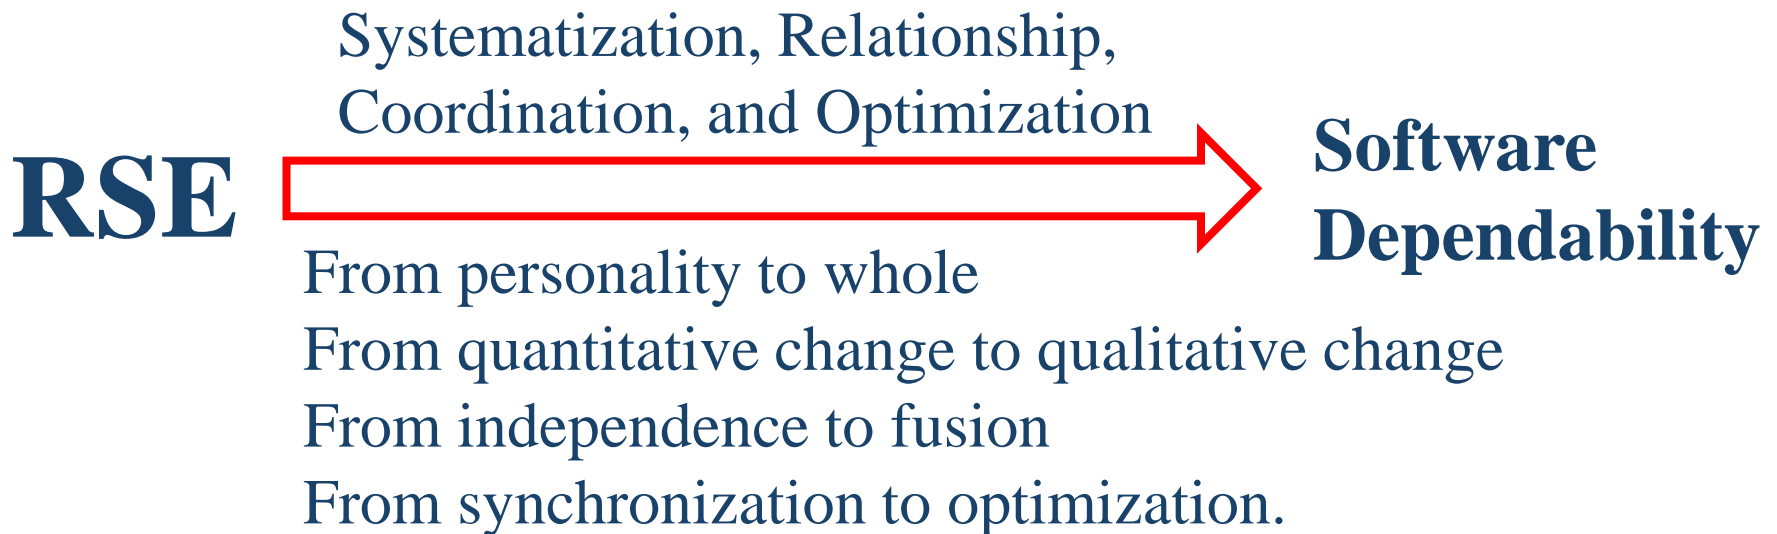 Systematization, Relationship,
Coordination, and Optimization
RSE
Software
Dependability
From personality to whole
From quantitative change to qualitative change
From independence to fusion
From synchronization to optimization.